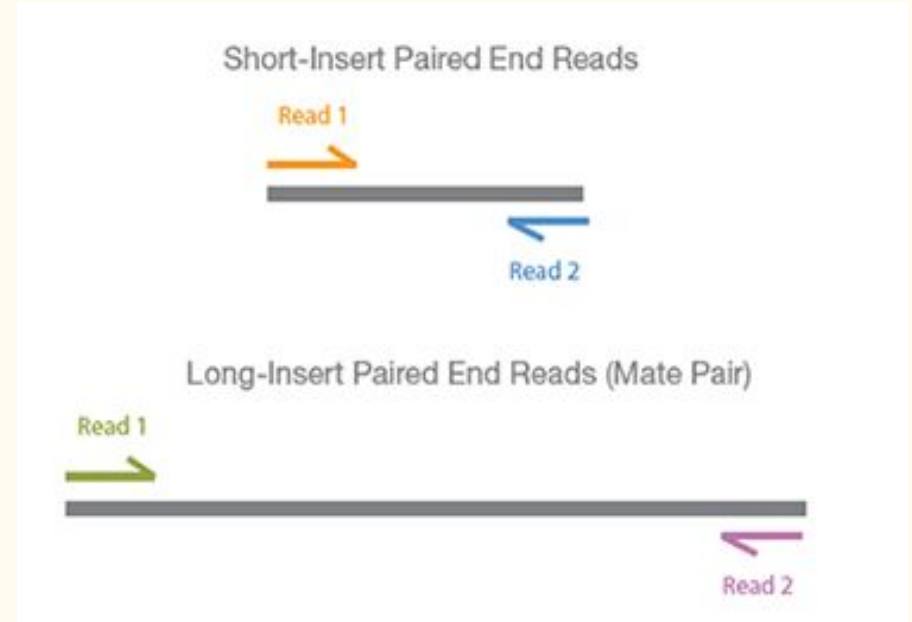 Short-Insert Paired End Reads
Read 1
Read 2
Long-Insert Paired End Reads (Mate Pair)
Read 1
Read 2